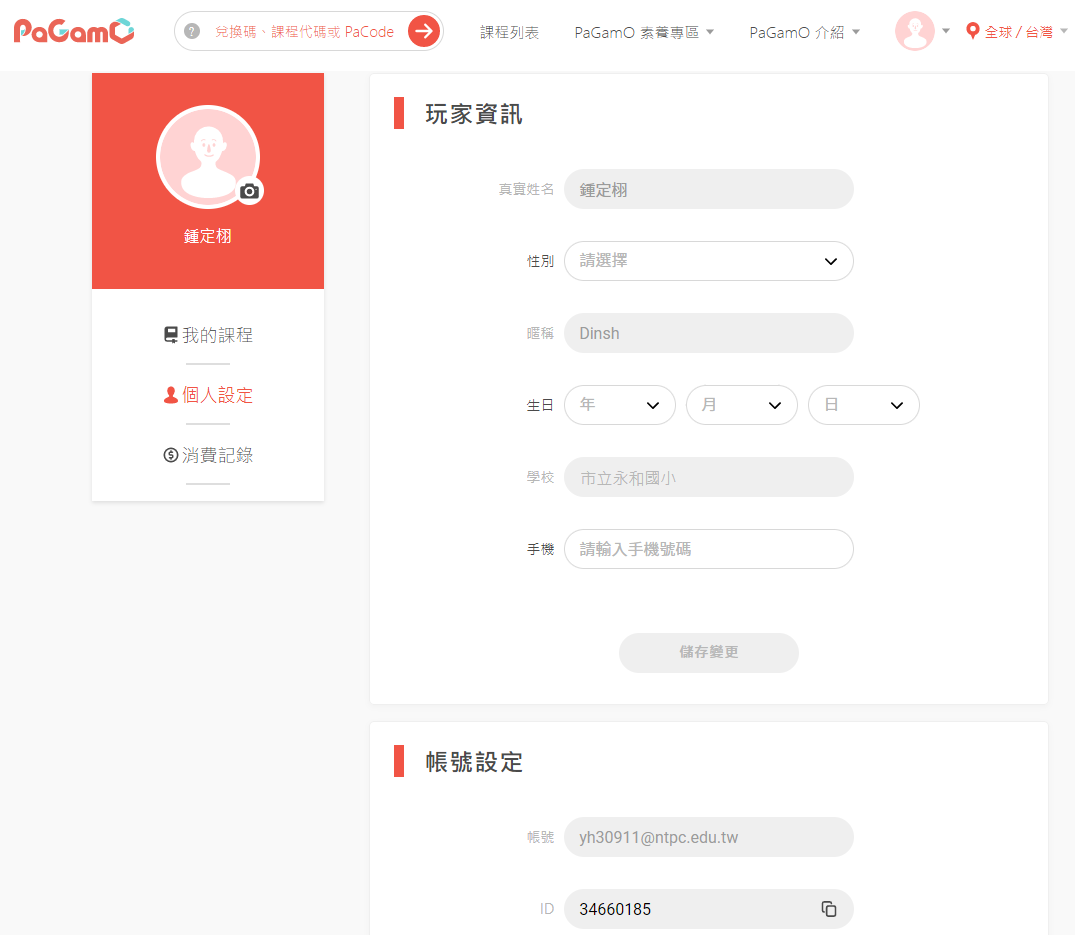 PaGamO
? 兌換碼、課程代碼或 PaCode
課程列表
PaGamO 素養專區
PaGamO 介紹
全球 / 台灣
鍾定栩
我的課程
個人設定
消費記錄
玩家資訊
真實姓名 鍾定栩
性別 請選擇
暱稱 Dinsh
生日 年 月 日
學校 市立永和國小
手機 請輸入手機號碼
儲存變更
帳號設定
帳號 yh30911@ntpc.edu.tw
ID 34660185